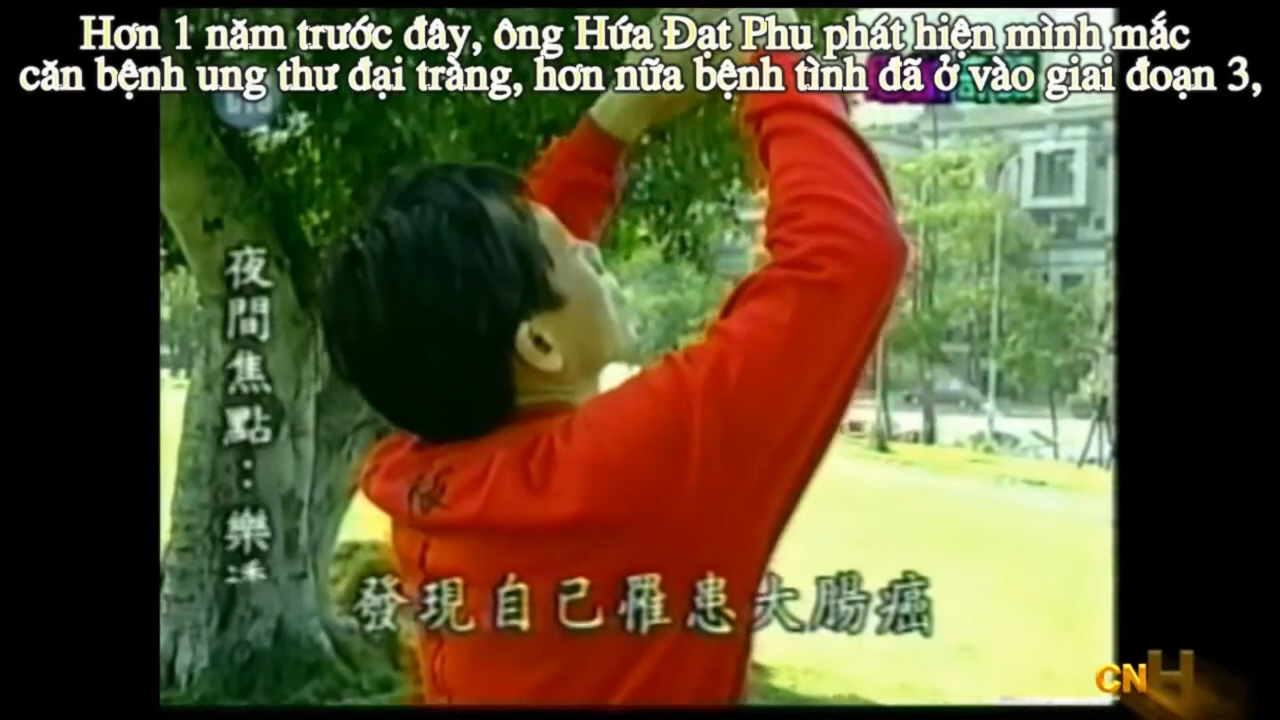 Hơn 1 năm trước đây, ông Hứa Đạt Phu phát hiện mình mắc
căn bệnh ung thư đại tràng, hơn nữa bệnh tình đã ở vào giai đoạn 3,
夜間焦點:樂活
發現自己罹患大腸癌
CNH